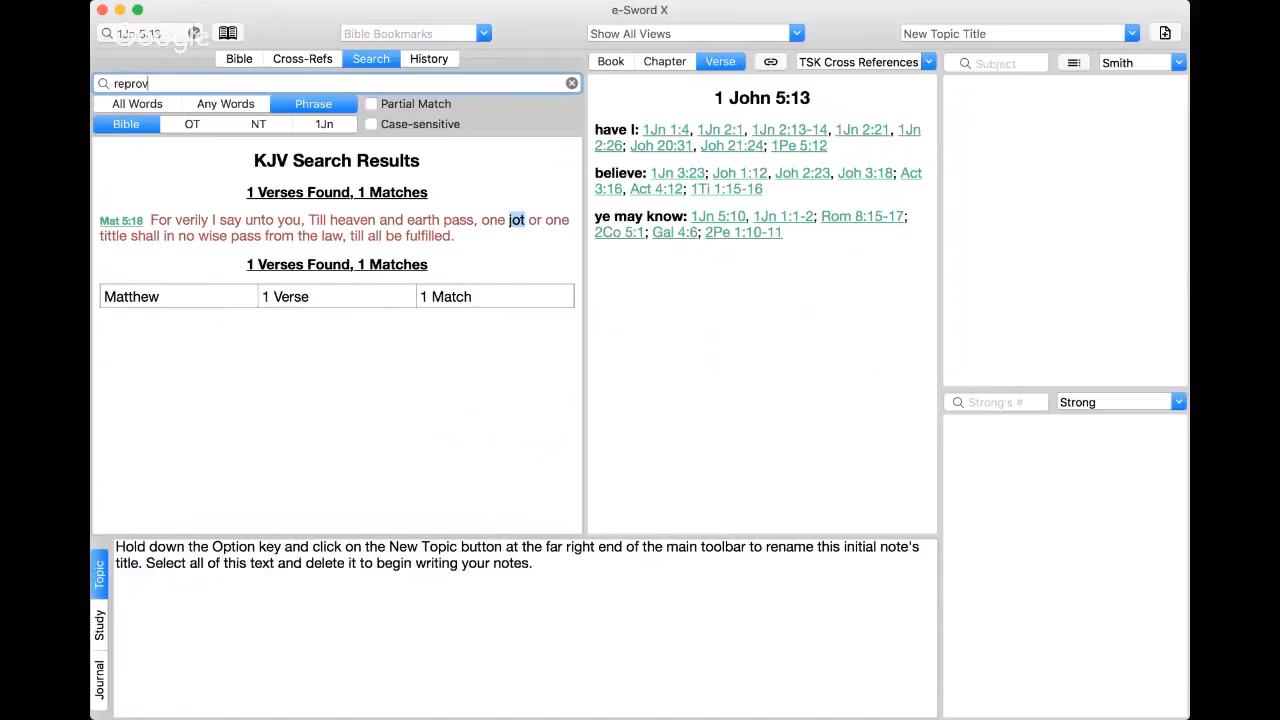 e-Sword X
1Jn 5:13
Google
Bible Bookmarks
Show All Views
New Topic Title
Bible Cross-Refs Search History
Book Chapter Verse TSK Cross References
Subject Smith
reprov
All Words Any Words Phrase Partial Match
Bible OT NT 1Jn Case-sensitive
KJV Search Results
1 Verses Found, 1 Matches
Mat 5:18 For verily I say unto you, Till heaven and earth pass, one jot or one
tittle shall in no wise pass from the law, till all be fulfilled.
1 Verses Found, 1 Matches
Matthew 1 Verse 1 Match
1 John 5:13
have I: 1Jn 1:4, 1Jn 2:1, 1Jn 2:13-14, 1Jn 2:21, 1Jn
2:26; Joh 20:31, Joh 21:24; 1Pe 5:12
believe: 1Jn 3:23; Joh 1:12, Joh 2:23, Joh 3:18; Act
3:16, Act 4:12; 1Ti 1:15-16
ye may know: 1Jn 5:10, 1Jn 1:1-2; Rom 8:15-17;
2Co 5:1; Gal 4:6; 2Pe 1:10-11
Strong's # Strong
Topic
Study
Journal
Hold down the Option key and click on the New Topic button at the far right end of the main toolbar to rename this initial note's
title. Select all of this text and delete it to begin writing your notes.